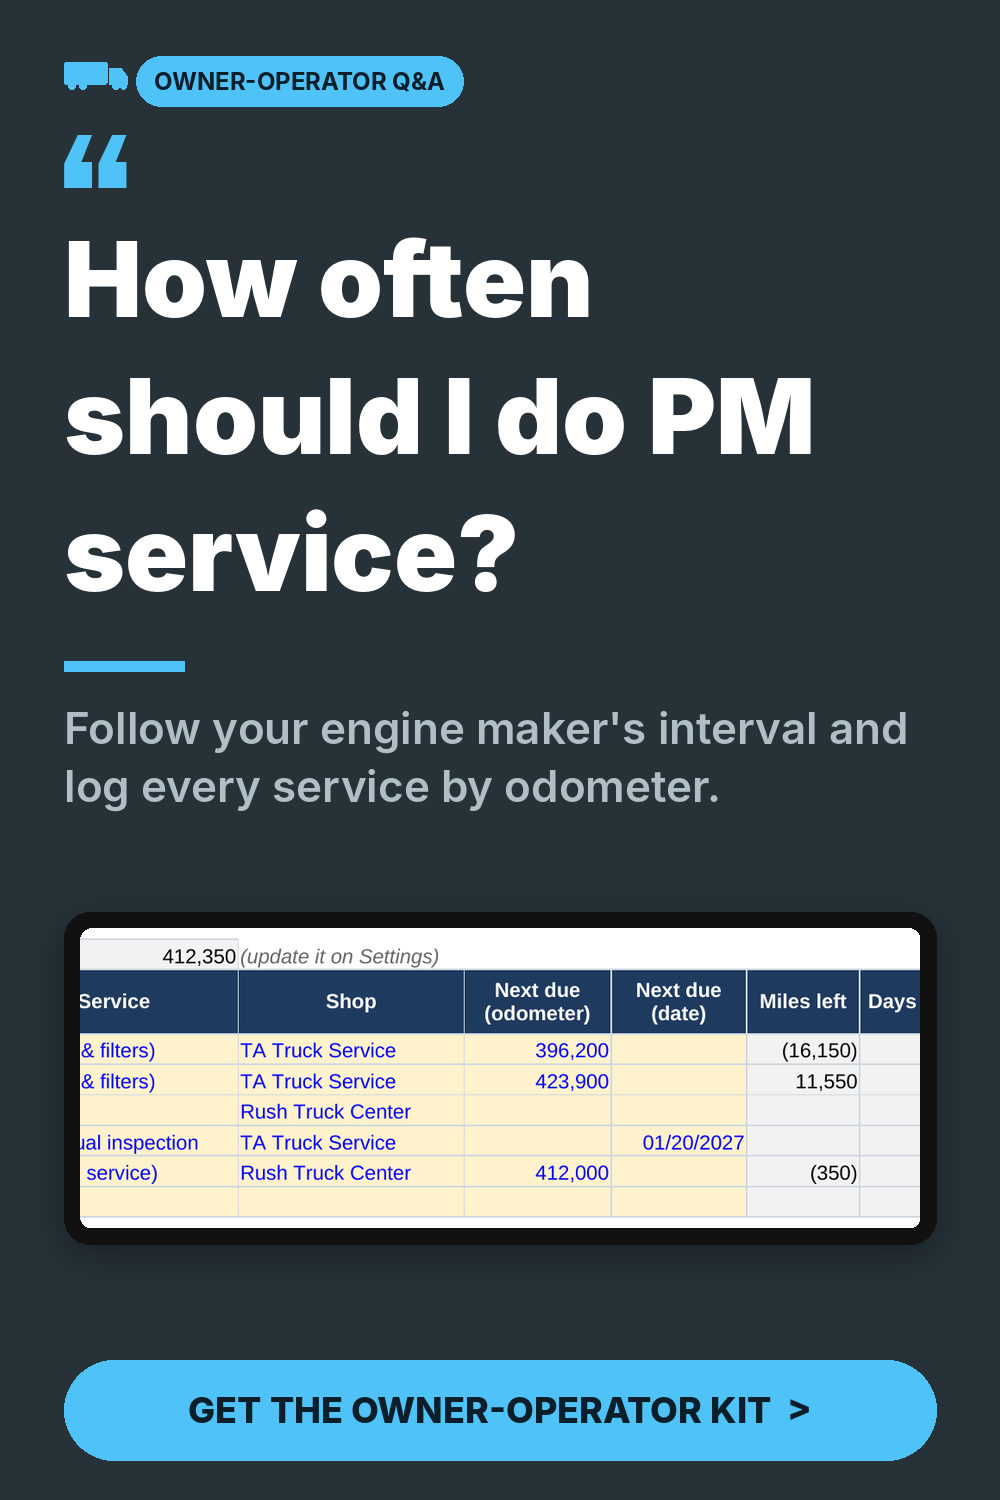 OWNER-OPERATOR Q&A
“
How often
should I do PM
service?
Follow your engine maker's interval and
log every service by odometer.
412,350 (update it on Settings)
Service Shop Next due (odometer) Next due (date) Miles left Days
& filters) TA Truck Service 396,200 (16,150)
& filters) TA Truck Service 423,900 11,550
Rush Truck Center
ual inspection TA Truck Service 01/20/2027
service) Rush Truck Center 412,000 (350)
GET THE OWNER-OPERATOR KIT >